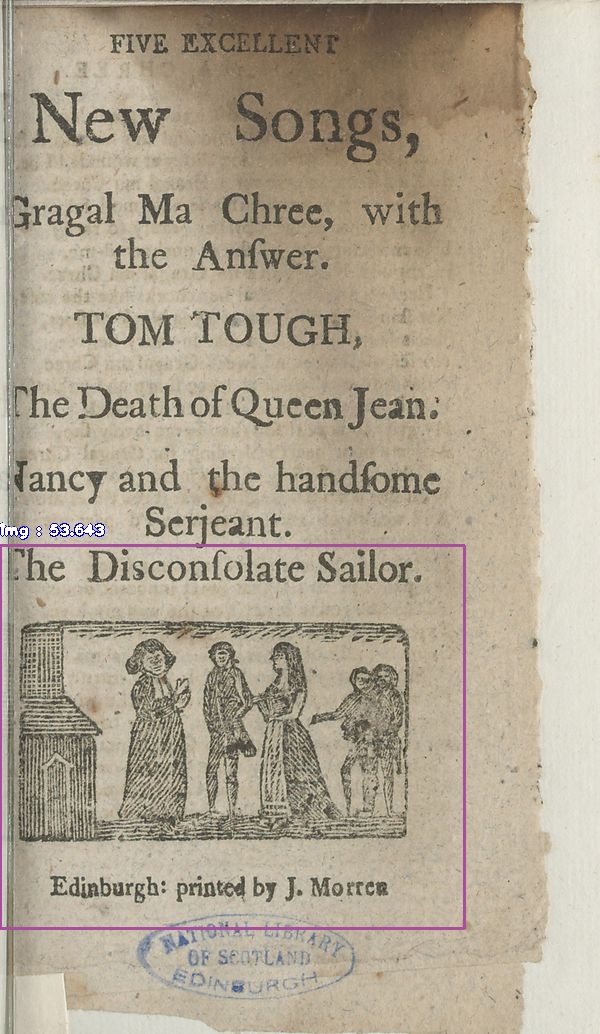 FIVE EXCELLENT
New Songs,
Gragal Ma Chree, with
the Anſwer.
TOM TOUGH,
The Death of Queen Jean.
Nancy and the handſome
Serjeant.
img : 53.643
The Disconſolate Sailor.
Edinburgh: printed by J. Morren
NATIONAL LIBRARY
OF SCOTLAND
EDINBURGH